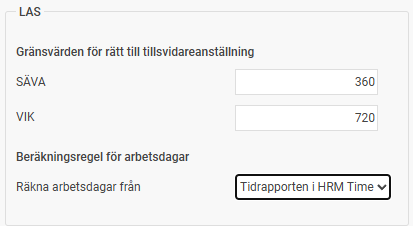 LAS
Gränsvärden för rätt till tillsvidareanställning
SÄVA 360
VIK 720
Beräkningsregel för arbetsdagar
Räkna arbetsdagar från Tidrapporten i HRM Time